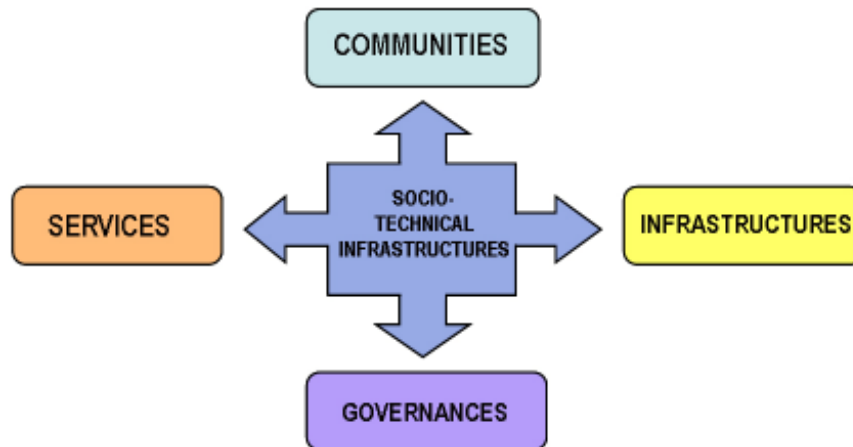 COMMUNITIES
SERVICES
SOCIO-
TECHNICAL
INFRASTRUCTURES
INFRASTRUCTURES
GOVERNANCES